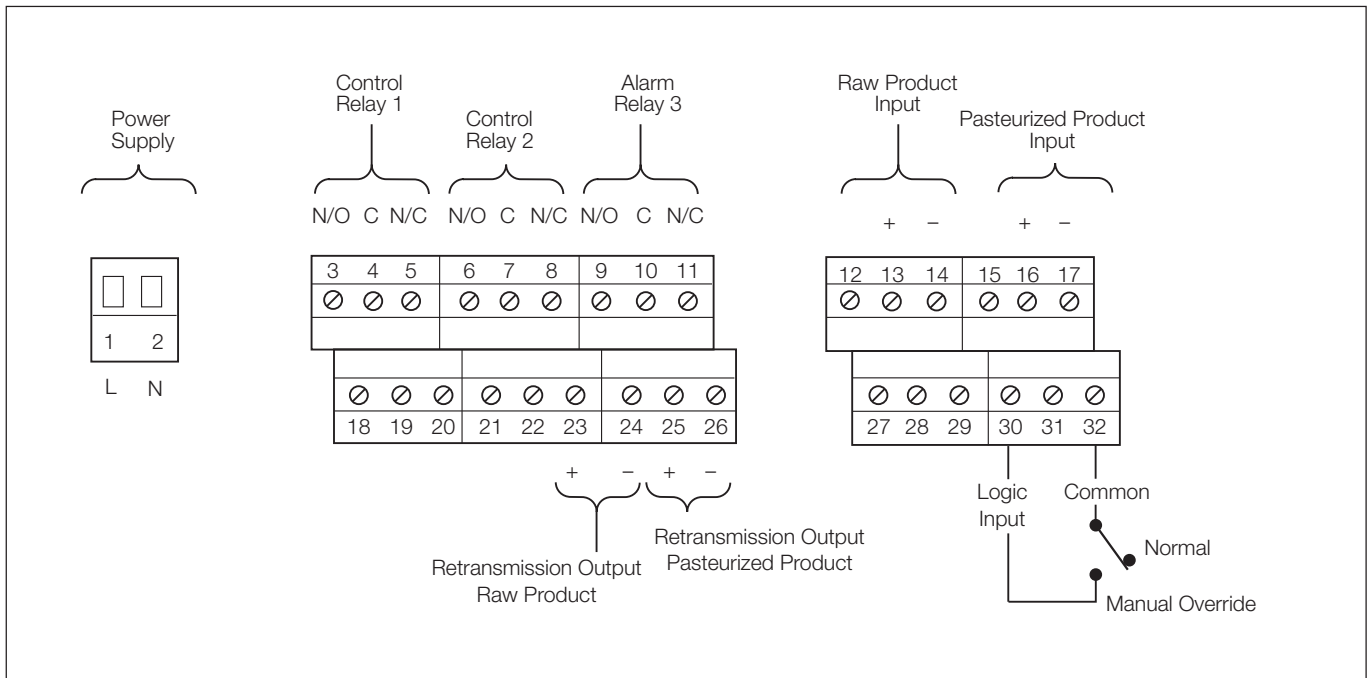 Power
Supply
Control
Relay 1
Control
Relay 2
Alarm
Relay 3
Raw Product
Input
Pasteurized Product
Input
N/O C N/C N/O C N/C N/O C N/C
+ –
+ –
3 4 5 6 7 8 9 10 11
12 13 14 15 16 17
1 2
L N
18 19 20 21 22 23 24 25 26
27 28 29 30 31 32
+ – + –
Retransmission Output
Raw Product
Retransmission Output
Pasteurized Product
Logic
Input
Common
Normal
Manual Override